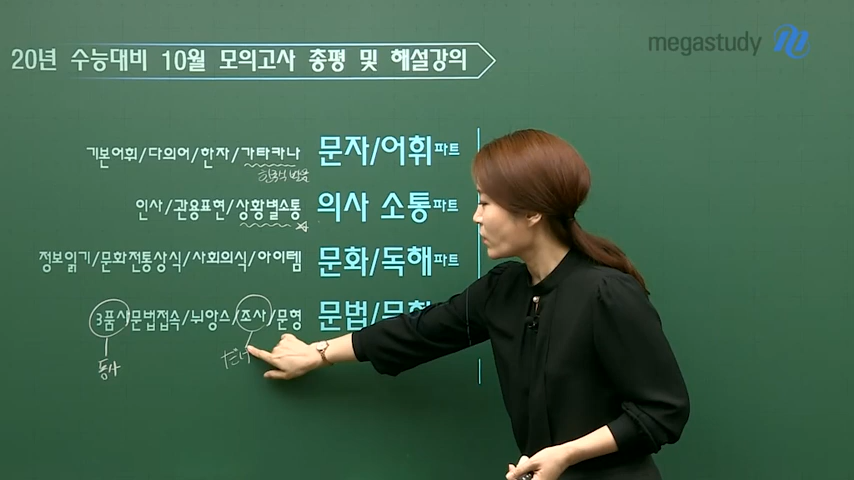 megastudy
20년 수능대비 10월 모의고사 총평 및 해설강의
기본어휘/다의어/한자/가타카나 문자/어휘파트
인사/관용표현/상황별소통 의사 소통파트
정보읽기/문화전통상식/사회의식/아이템 문화/독해파트
3품사/문법접속/뉘앙스/조사/문형 문법/문형
동사